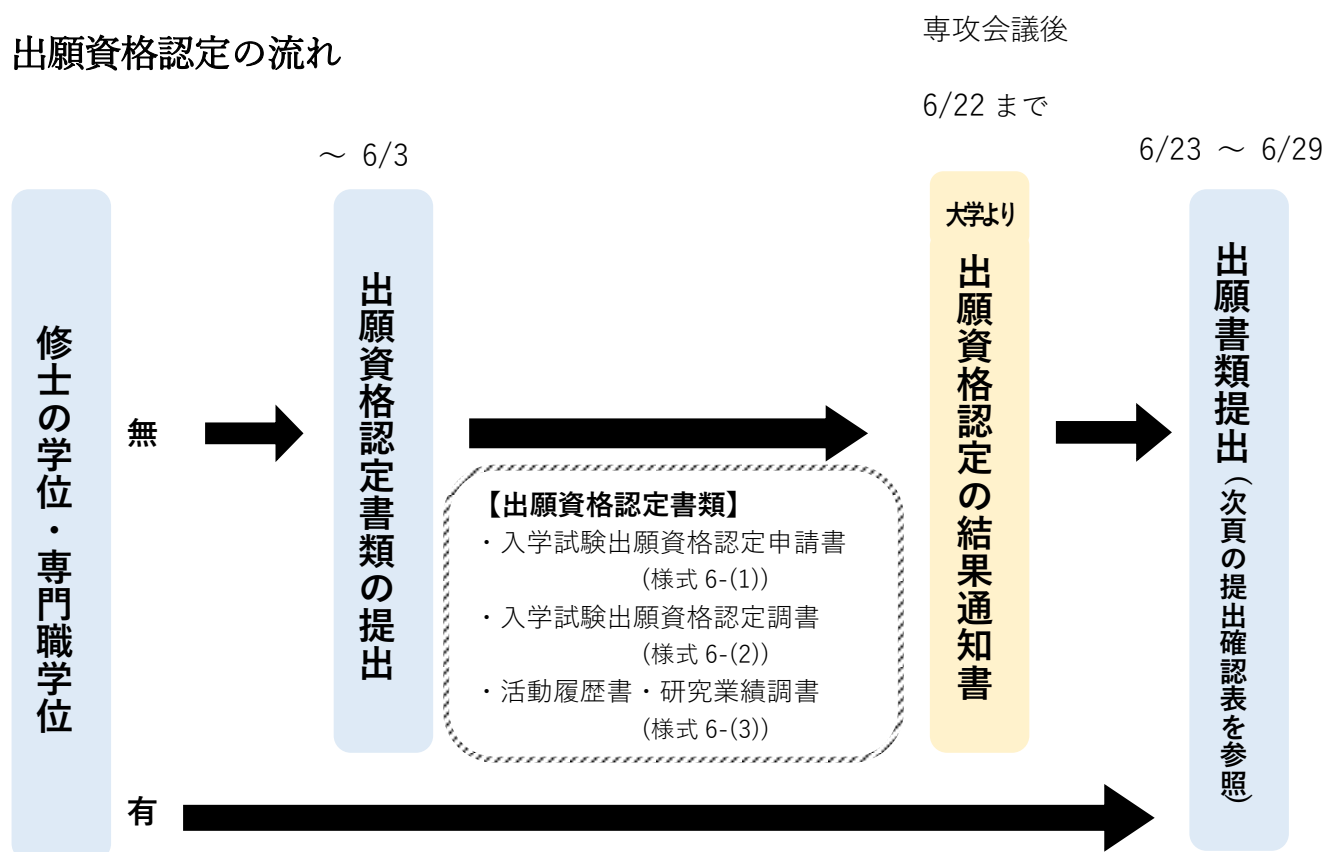 出願資格認定の流れ
専攻会議後
6/22 まで
～ 6/3
6/23 ～ 6/29
修士の学位・専門職学位
無
有
出願資格認定書類の提出
【出願資格認定書類】
・入学試験出願資格認定申請書
(様式 6-(1))
・入学試験出願資格認定調書
(様式 6-(2))
・活動履歴書・研究業績調書
(様式 6-(3))
大学より
出願資格認定の結果通知書
出願書類提出（次頁の提出確認表を参照）